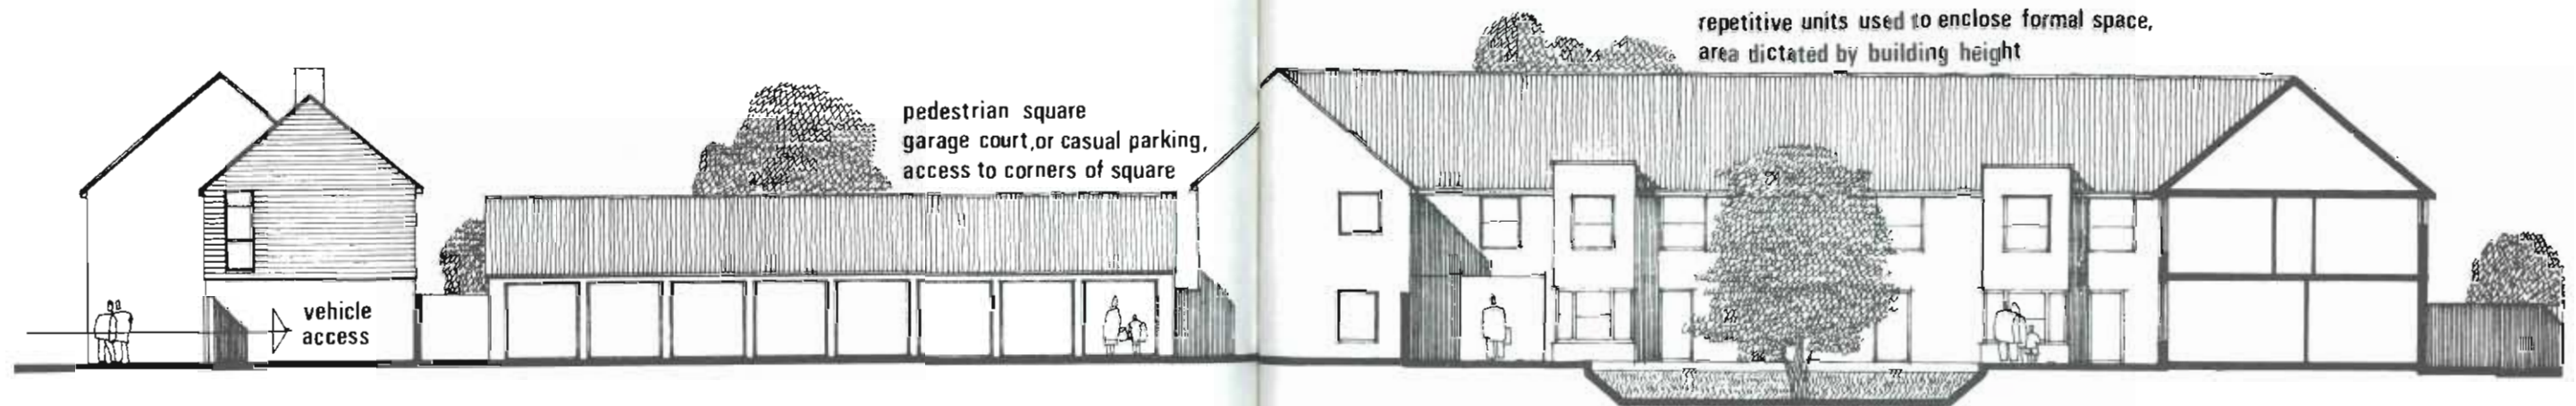 repetitive units used to enclose formal space,
area dictated by building height
pedestrian square
garage court,or casual parking,
access to corners of square
vehicle
access